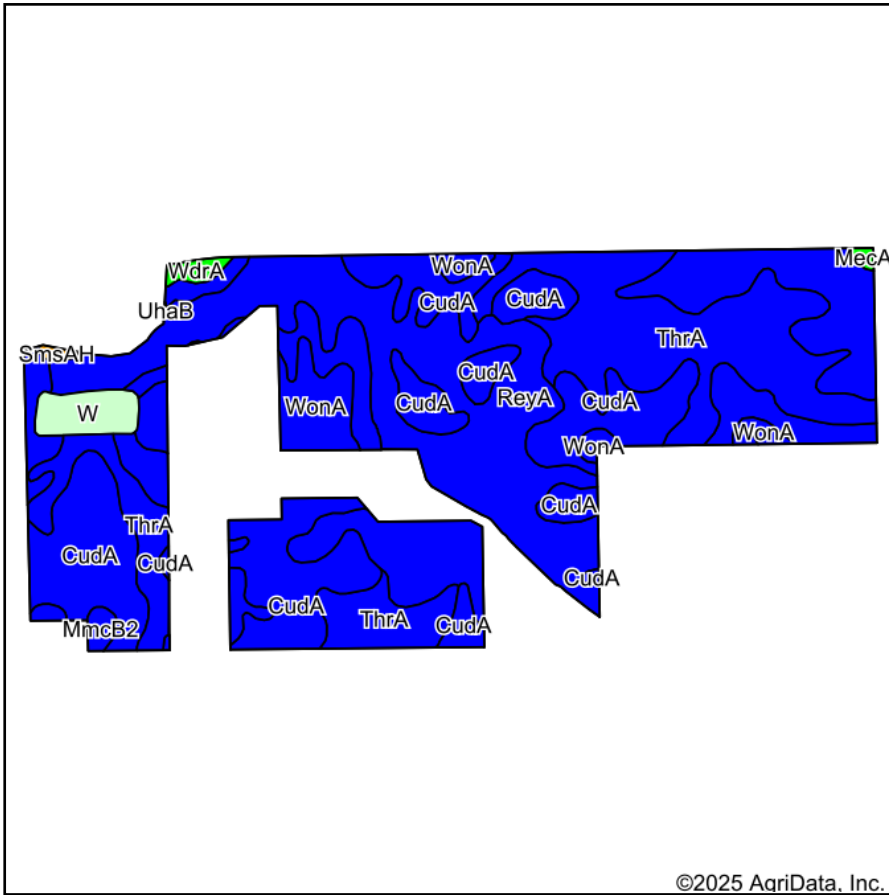 WdrA
WonA
MecA
CudA
CudA
UhaB
ThrA
SmsAH
CudA
ReyA
CudA
CudA
WonA
W
WonA
WonA
CudA
ThrA
CudA
CudA
CudA
CudA
ThrA
CudA
MmcB2
©2025 AgriData, Inc.